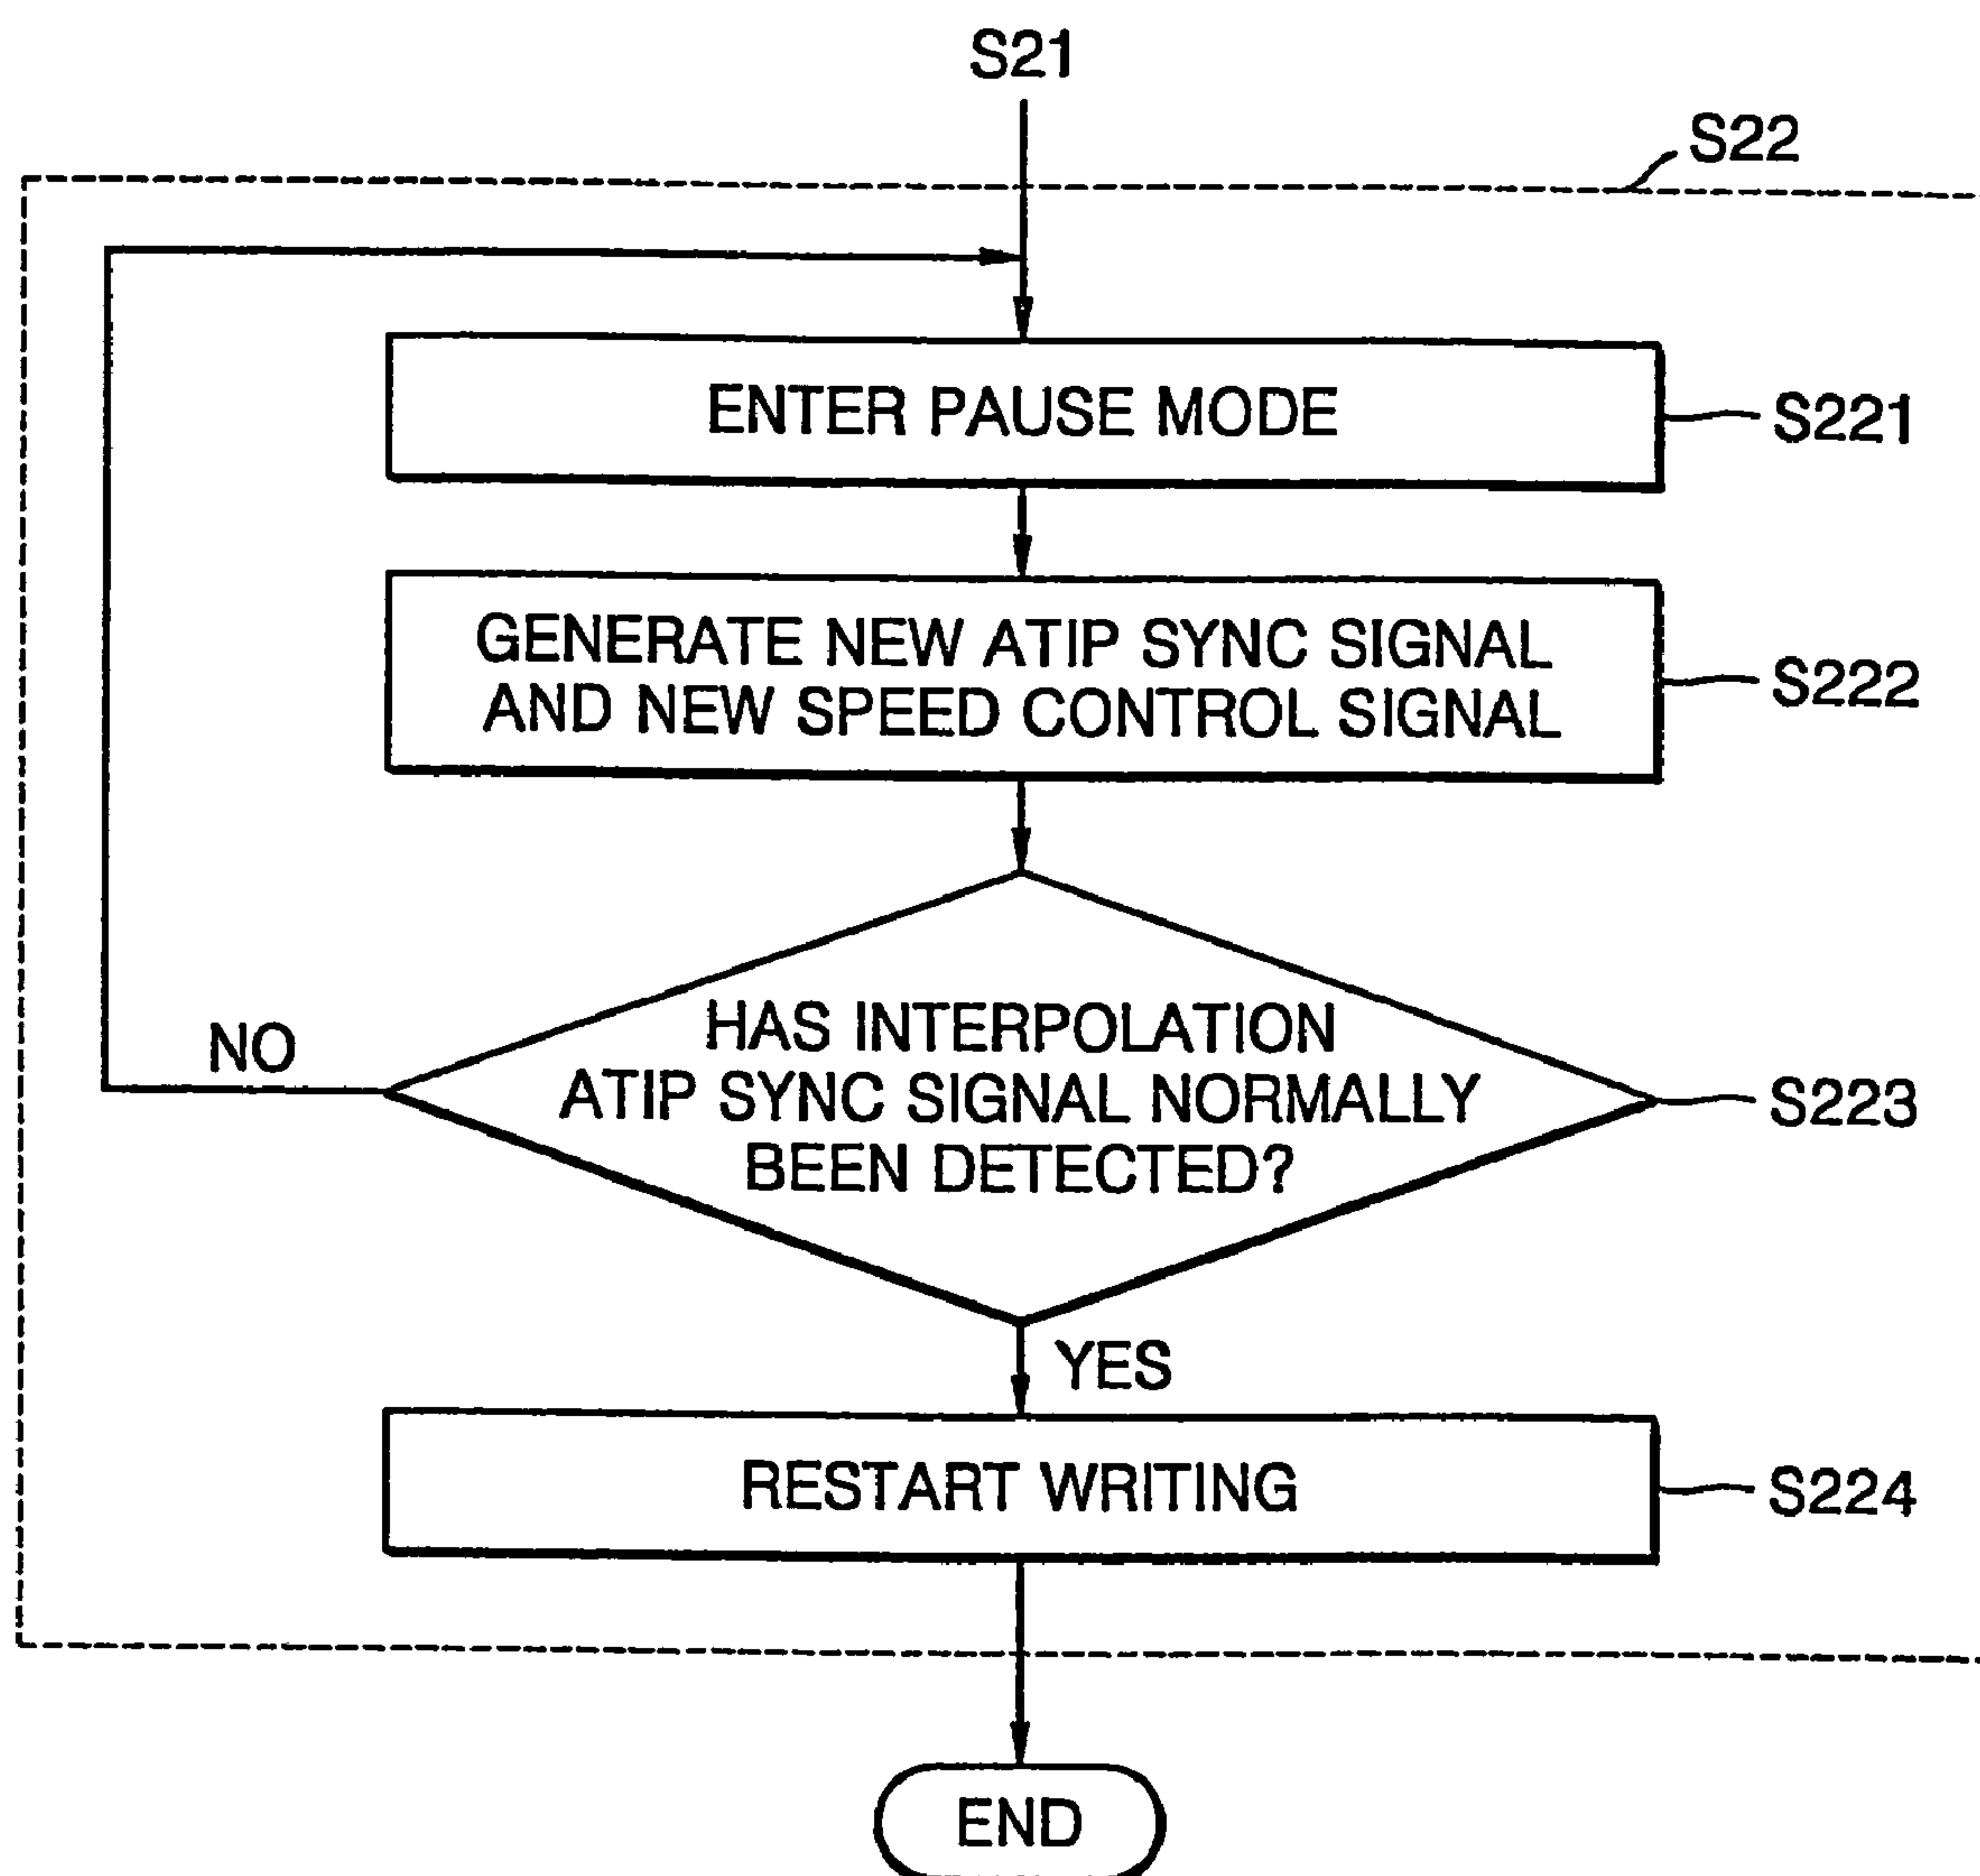 S21
S22
ENTER PAUSE MODE
S221
GENERATE NEW ATIP SYNC SIGNAL
AND NEW SPEED CONTROL SIGNAL
S222
HAS INTERPOLATION
ATIP SYNC SIGNAL NORMALLY
BEEN DETECTED?
S223
NO
YES
RESTART WRITING
S224
END